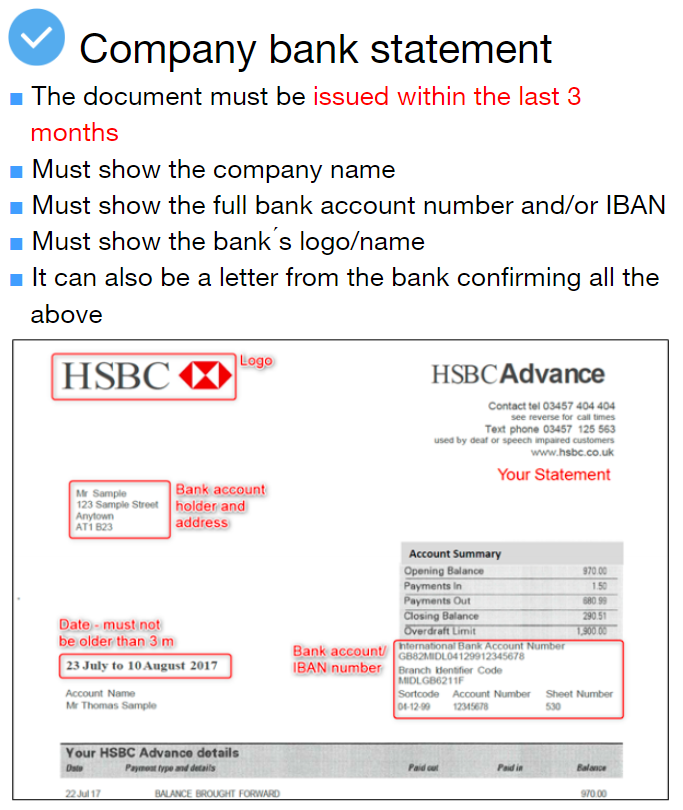 Company bank statement
The document must be issued within the last 3
months
Must show the company name
Must show the full bank account number and/or IBAN
Must show the bank´s logo/name
It can also be a letter from the bank confirming all the
above
HSBC
Logo
HSBC Advance
Contact tel 03457 404 404
see reverse for call times
Text phone 03457 125 563
used by deaf or speech impaired customers
www.hsbc.co.uk
Your Statement
Mr Sample
123 Sample Street
Anytown
AT1 B23
Bank account
holder and
address
Account Summary
Opening Balance 970.00
Payments In 1.50
Payments Out 680.99
Closing Balance 290.51
Overdraft Limit 1,900.00
Date - must not
be older than 3 m
23 July to 10 August 2017
Bank account/
IBAN number
International Bank Account Number
GB82MIDL04129912345678
Branch Identifier Code
MIDLGB6211F
Sortcode Account Number Sheet Number
04-12-99 12345678 530
Account Name
Mr Thomas Sample
Your HSBC Advance details
Date Payment type and details Paid out Paid in Balance
22 Jul 17 BALANCE BROUGHT FORWARD 970.00